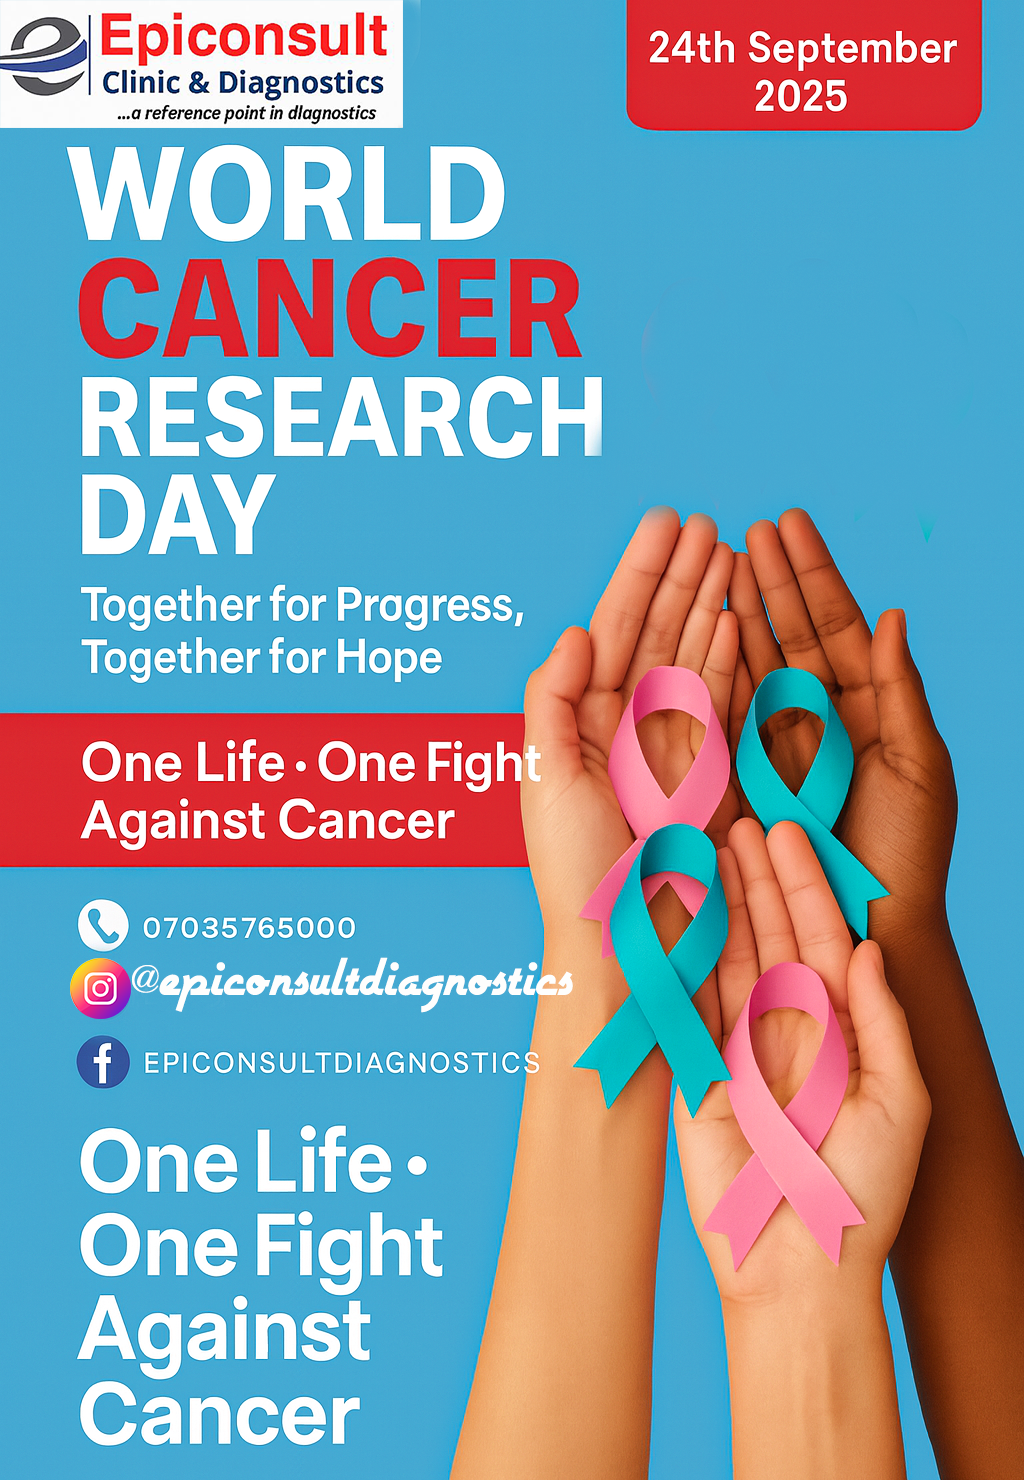 Epiconsult
Clinic & Diagnostics
...a reference point in diagnostics
24th September
2025
WORLD
CANCER
RESEARCH
DAY
Together for Progress,
Together for Hope
One Life · One Fight
Against Cancer
07035765000
@epiconsultdiagnostics
EPICONSULTDIAGNOSTICS
One Life ·
One Fight
Against
Cancer